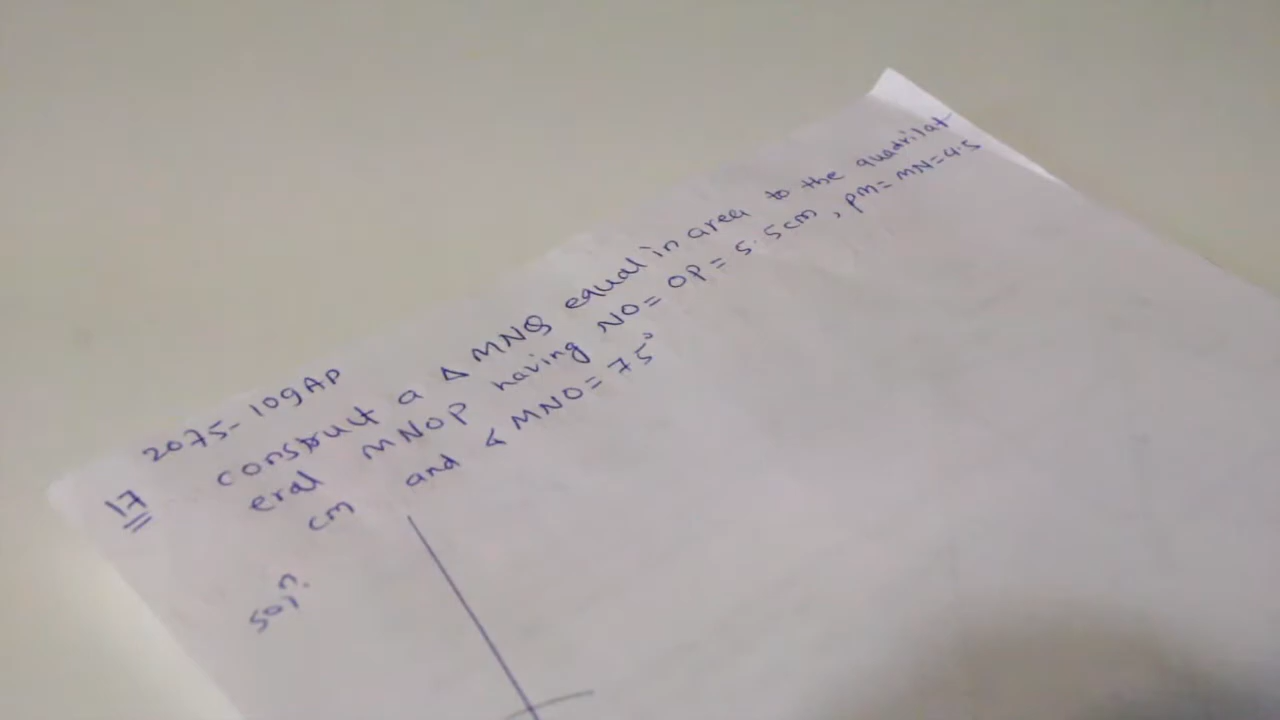 2075-109AP
17 construct a Δ MNQ equal in area to the quadrilat
eral MNOP having NO = OP = 5.5cm, PM = MN = 4.5
cm and ∠MNO = 75°
Solⁿ: